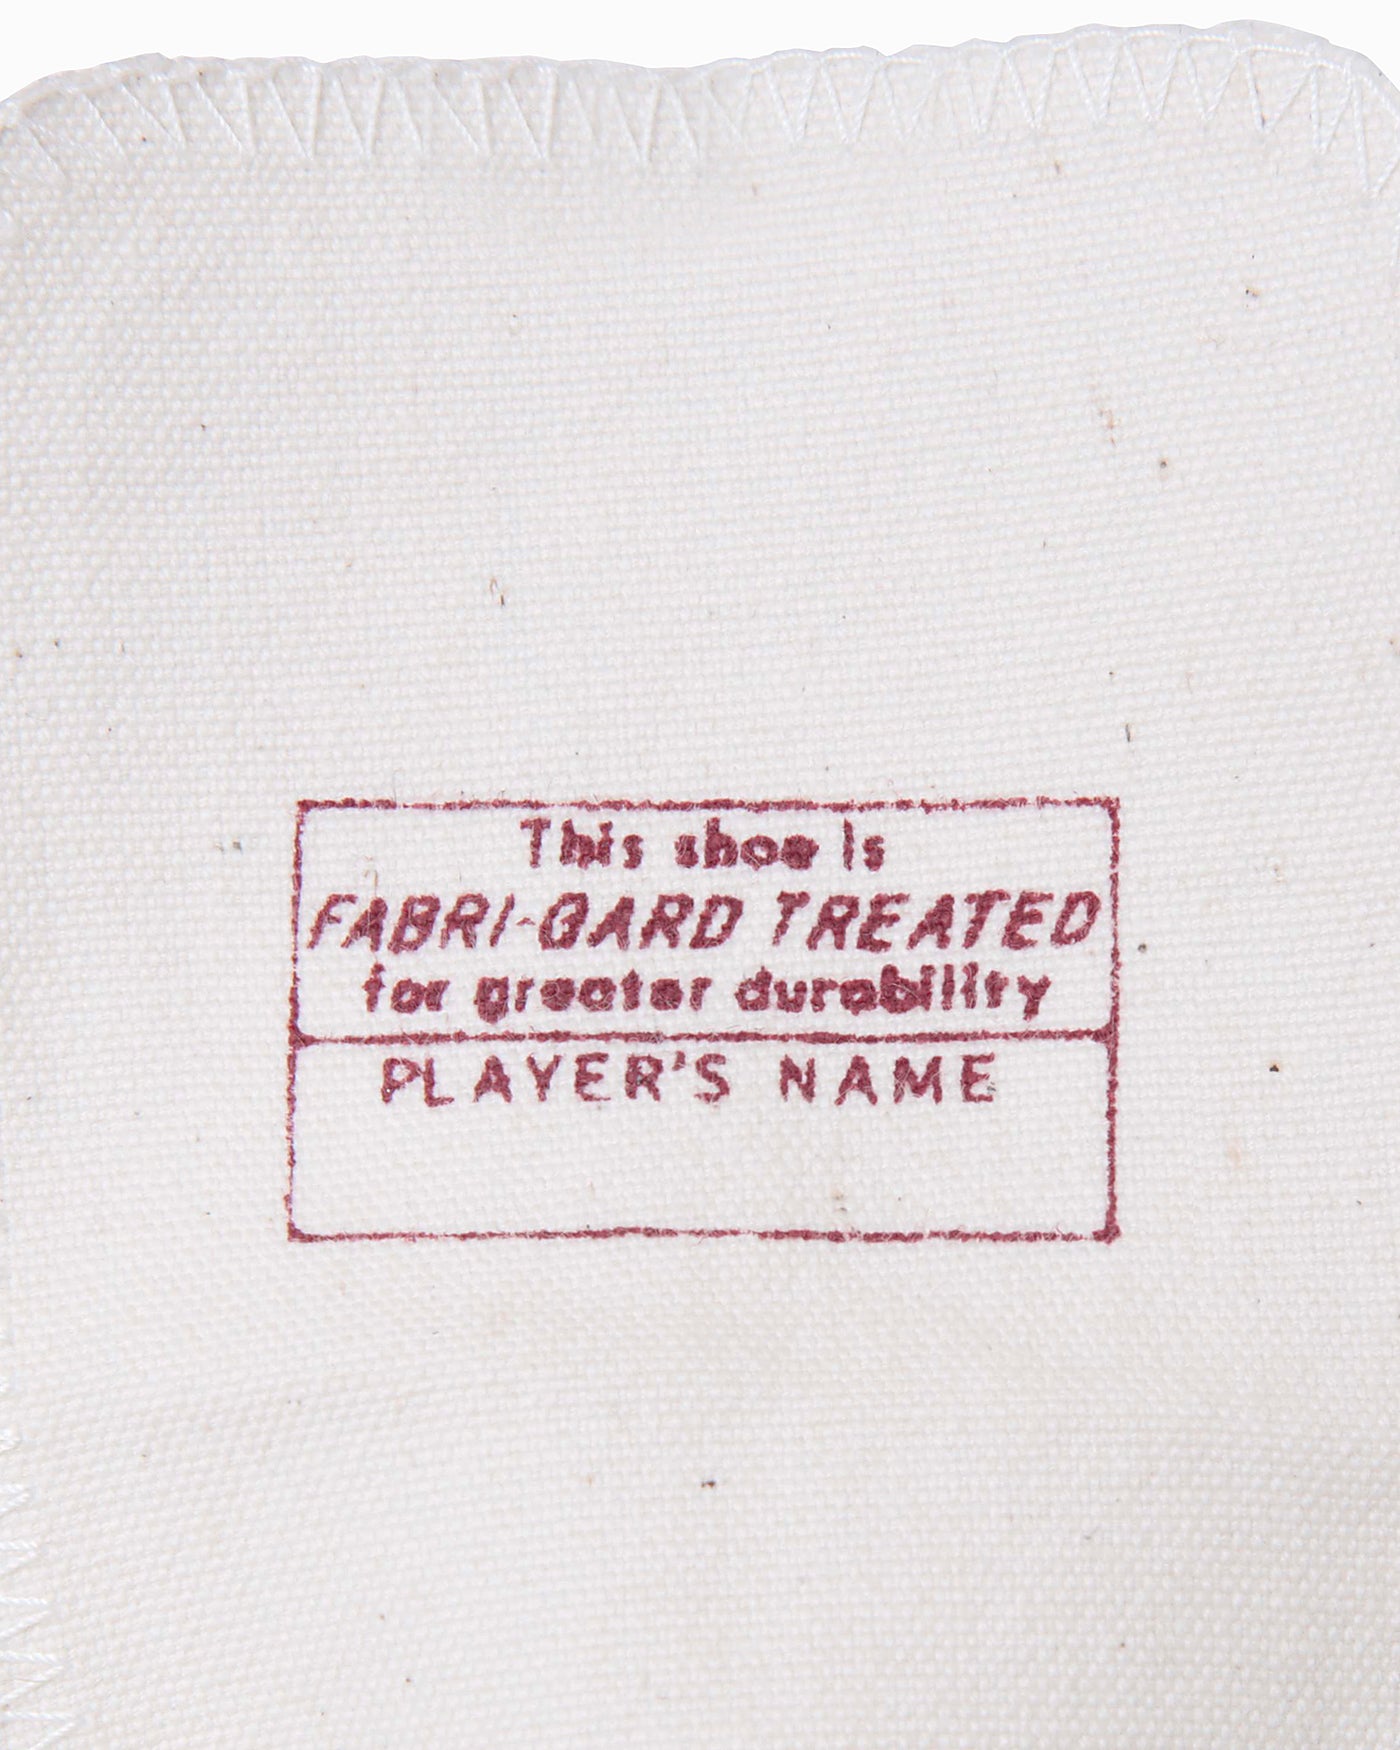 This shoe is
FABRI-GARD TREATED
for greater durability
PLAYER'S NAME